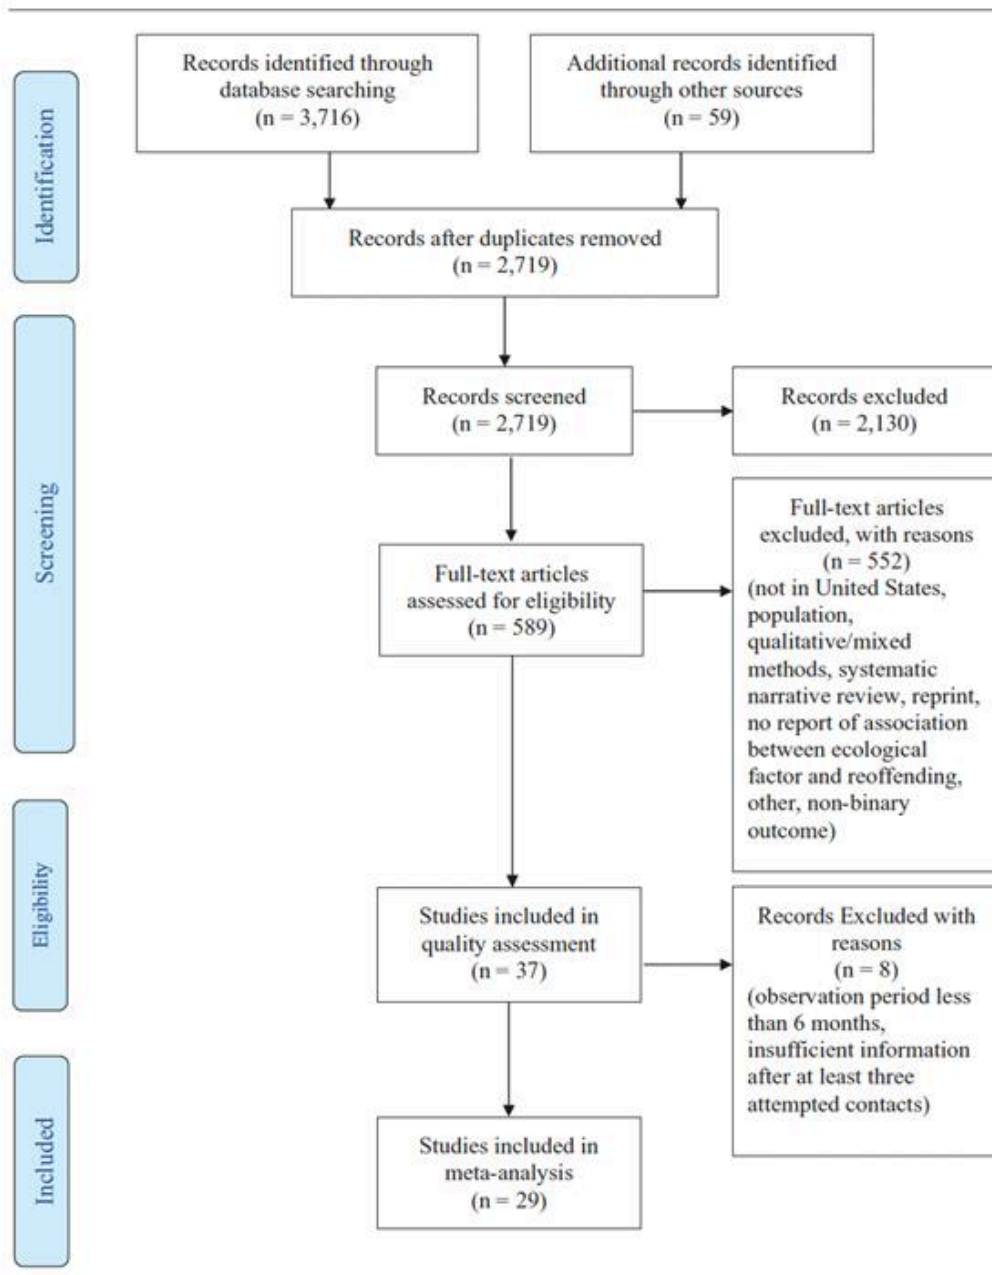 Records identified through
database searching
(n = 3,716)
Additional records identified
through other sources
(n = 59)
Identification
Records after duplicates removed
(n = 2,719)
Screening
Records screened
(n = 2,719)
Records excluded
(n = 2,130)
Full-text articles
assessed for eligibility
(n = 589)
Full-text articles
excluded, with reasons
(n = 552)
(not in United States,
population,
qualitative/mixed
methods, systematic
narrative review, reprint,
no report of association
between ecological
factor and reoffending,
other, non-binary
outcome)
Eligibility
Studies included in
quality assessment
(n = 37)
Records Excluded with
reasons
(n = 8)
(observation period less
than 6 months,
insufficient information
after at least three
attempted contacts)
Included
Studies included in
meta-analysis
(n = 29)